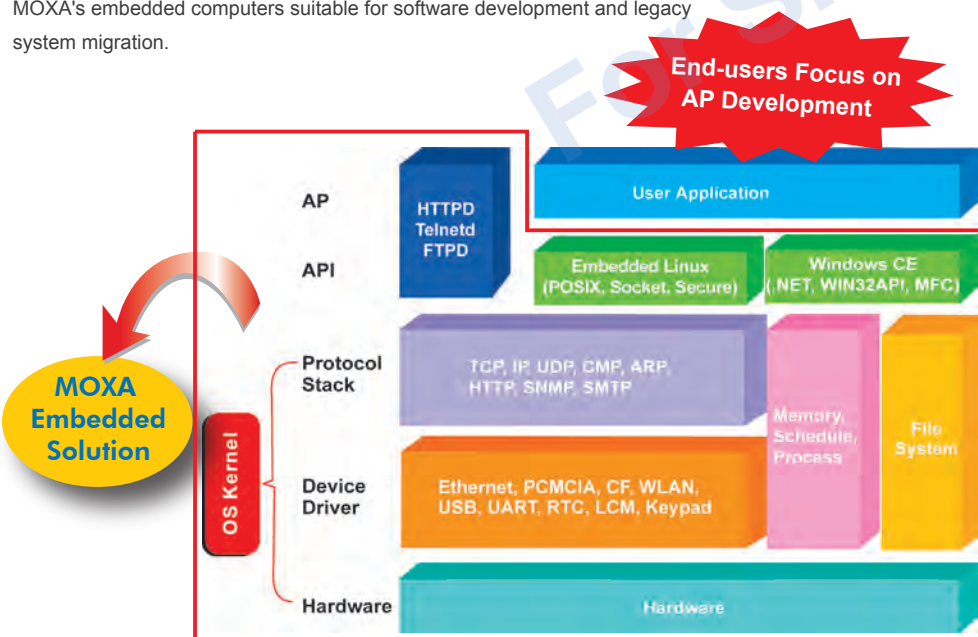 MOXA's embedded computers suitable for software development and legacy
system migration.
For S
End-users Focus on
AP Development
AP
HTTPD
Telnetd
FTPD
User Application
API
Embedded Linux
(POSIX, Socket, Secure)
Windows CE
(.NET, WIN32API, MFC)
MOXA
Embedded
Solution
OS Kernel
Protocol
Stack
TCP, IP, UDP, CMP, ARP,
HTTP, SNMP, SMTP
Memory,
Schedule,
Process
File
System
Device
Driver
Ethernet, PCMCIA, CF, WLAN,
USB, UART, RTC, LCM, Keypad
Hardware
Hardware